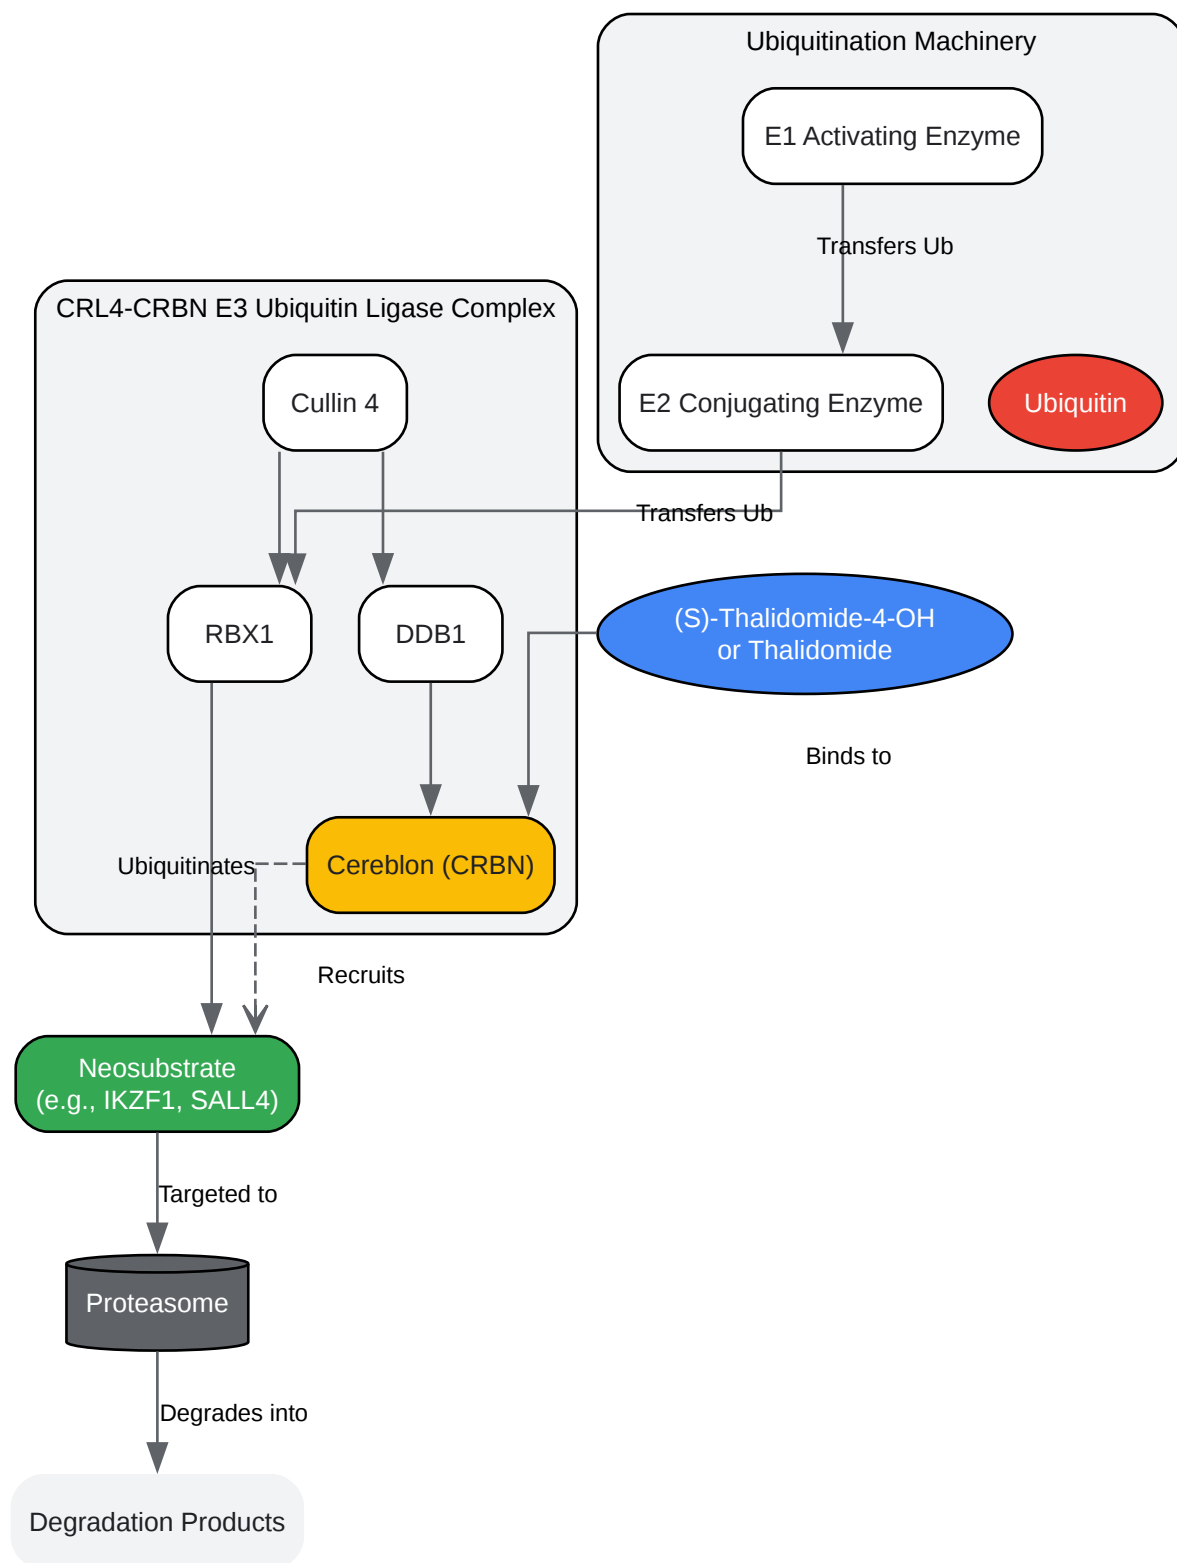 Ubiquitination Machinery
E1 Activating Enzyme
Transfers Ub
CRL4-CRBN E3 Ubiquitin Ligase Complex
Cullin 4
E2 Conjugating Enzyme
Ubiquitin
Transfers Ub
RBX1
DDB1
(S)-Thalidomide-4-OH
or Thalidomide
Binds to
Ubiquitinates
Cereblon (CRBN)
Recruits
Neosubstrate
(e.g., IKZF1, SALL4)
Targeted to
Proteasome
Degrades into
Degradation Products